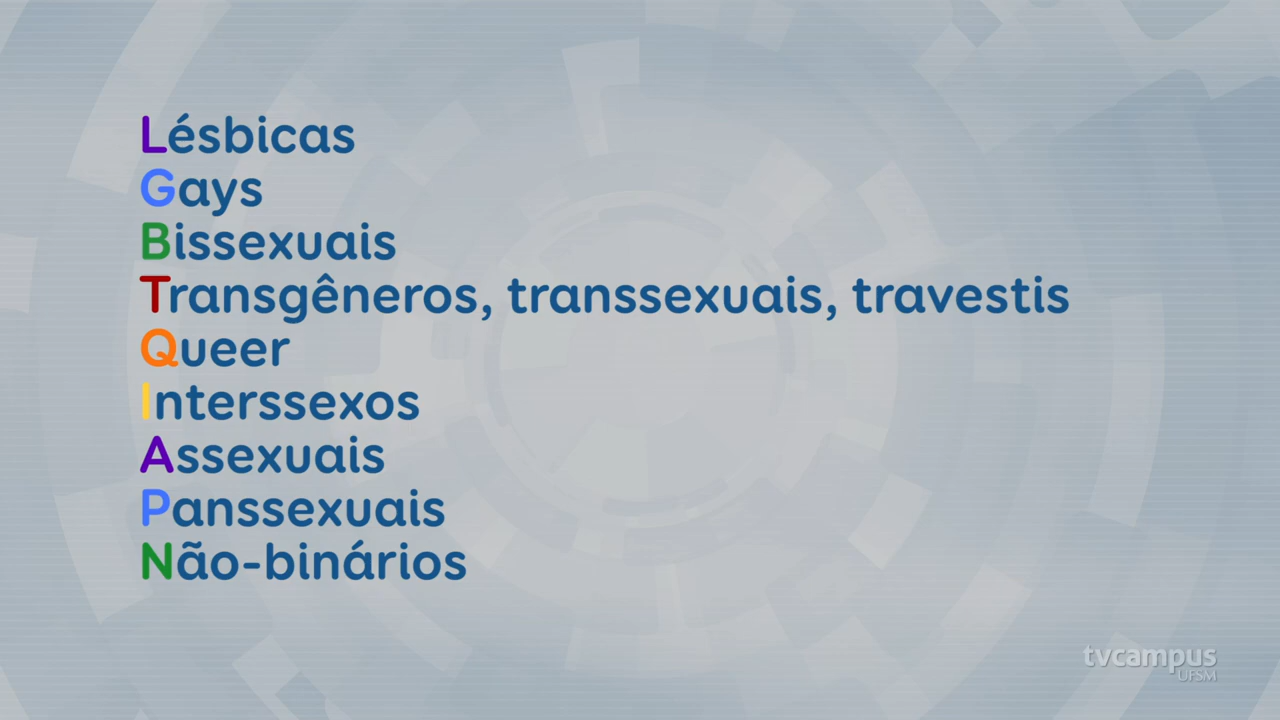 Lésbicas
Gays
Bissexuais
Transgêneros, transsexuais, travestis
Queer
Interssexos
Assexuais
Panssexuais
Não-binários
tvcampus
UFSM